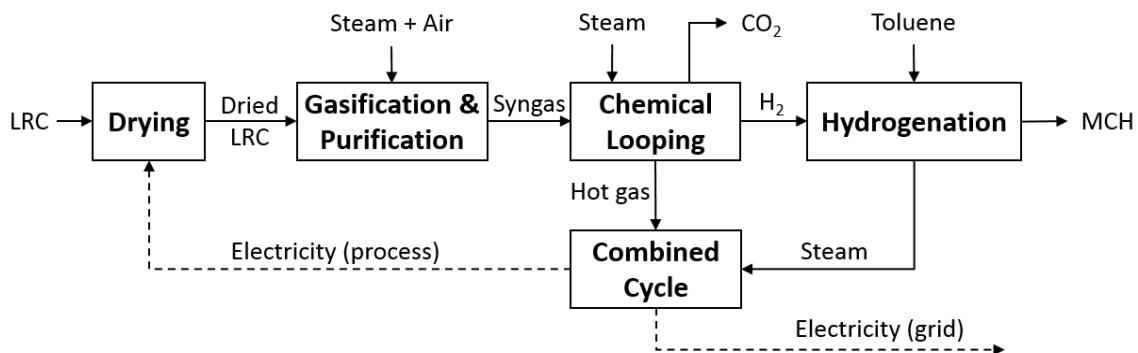 Steam + Air
Steam
CO₂
Toluene
LRC
Drying
Dried
LRC
Gasification &
Purification
Syngas
Chemical
Looping
H₂
Hydrogenation
MCH
Hot gas
Electricity (process)
Combined
Cycle
Steam
Electricity (grid)